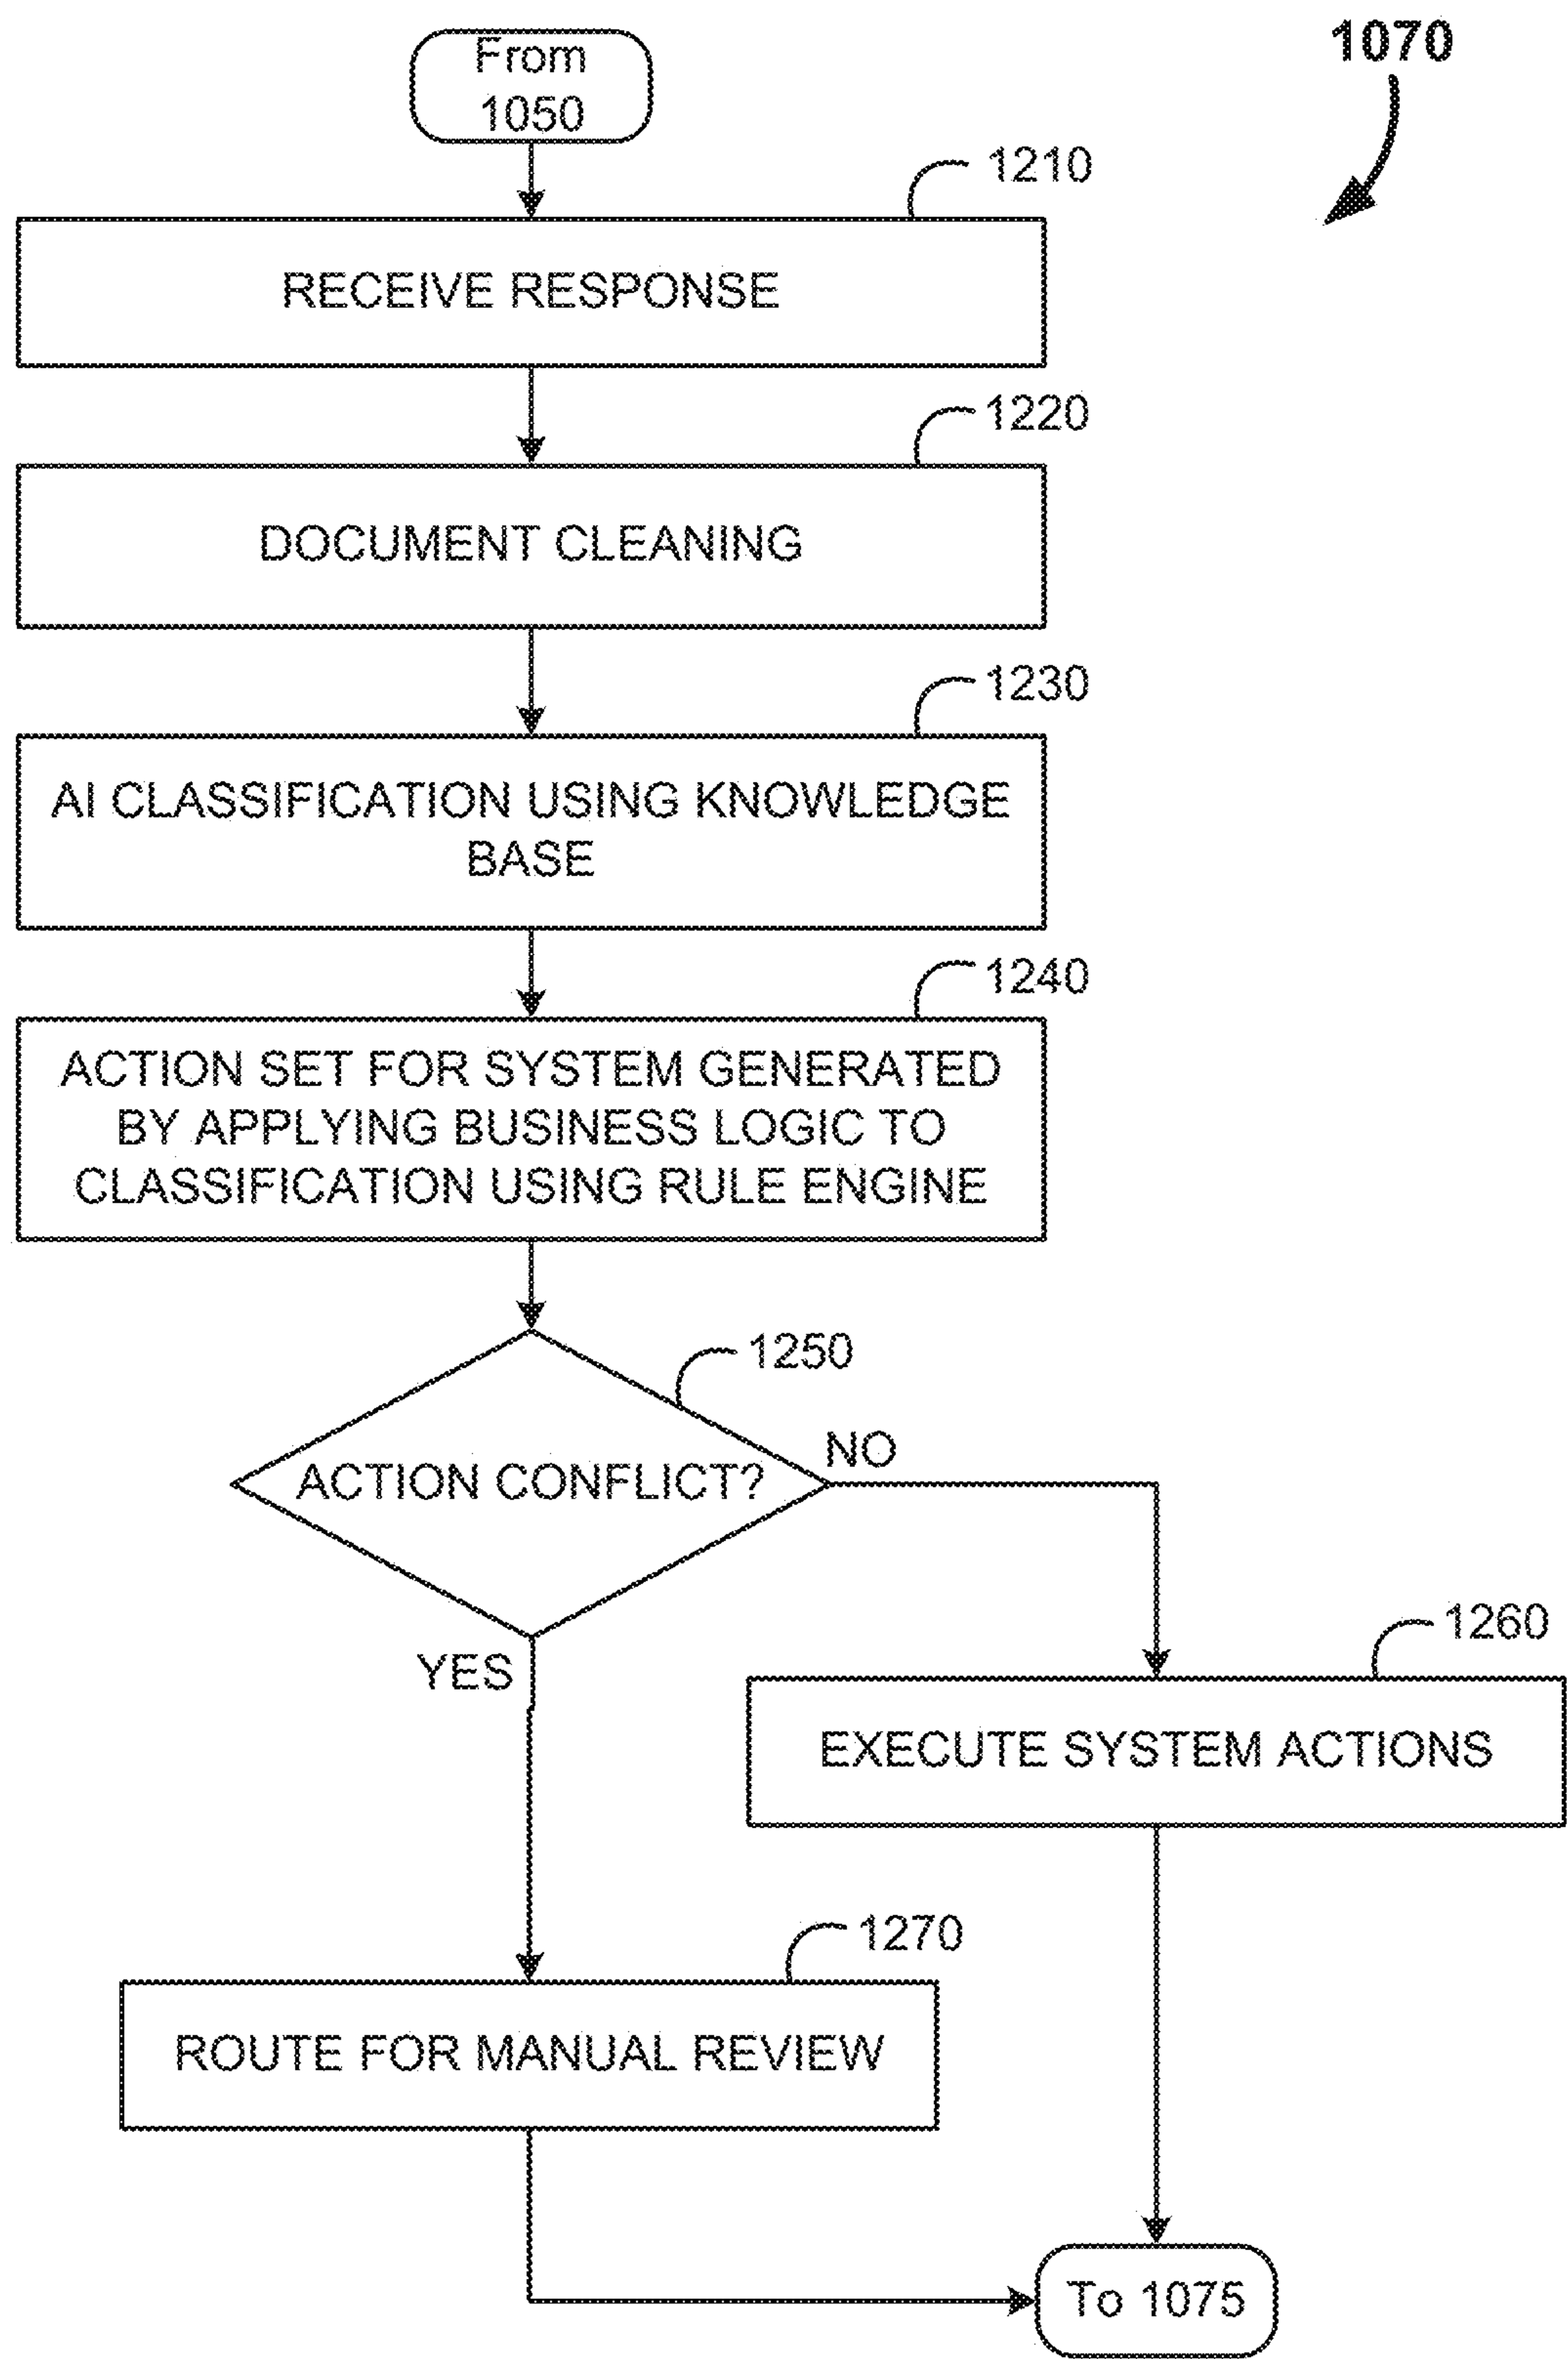 1070
From
1050
1210
RECEIVE RESPONSE
1220
DOCUMENT CLEANING
1230
AI CLASSIFICATION USING KNOWLEDGE
BASE
1240
ACTION SET FOR SYSTEM GENERATED
BY APPLYING BUSINESS LOGIC TO
CLASSIFICATION USING RULE ENGINE
1250
ACTION CONFLICT?
NO
YES
1260
EXECUTE SYSTEM ACTIONS
1270
ROUTE FOR MANUAL REVIEW
To 1075